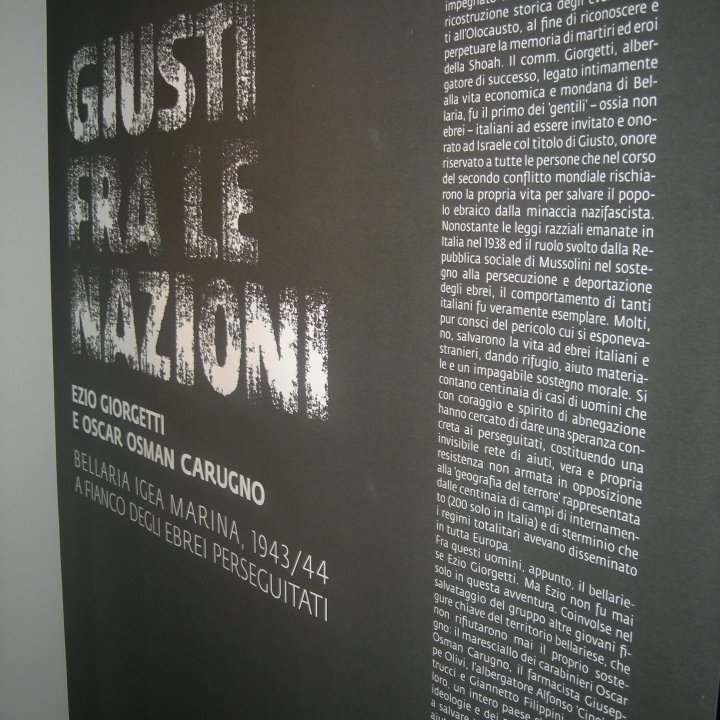 GIUSTI
FRA LE
NAZIONI
EZIO GIORGETTI
E OSCAR OSMAN CARUGNO
BELLARIA IGEA MARINA, 1943/44
A FIANCO DEGLI EBREI PERSEGUITATI
impegnato
ricostruzione storica degli
ti all'Olocausto, al fine di riconoscere e
perpetuare la memoria di martiri ed eroi
della Shoah. Il comm. Giorgetti, alber-
gatore di successo, legato intimamente
alla vita economica e mondana di Bel-
laria, fu il primo dei 'gentili' – ossia non
ebrei – italiani ad essere invitato e ono-
rato ad Israele col titolo di Giusto, onore
riservato a tutte le persone che nel corso
del secondo conflitto mondiale rischia-
rono la propria vita per salvare il popo-
lo ebraico dalla minaccia nazifascista.
Nonostante le leggi razziali emanate in
Italia nel 1938 ed il ruolo svolto dalla Re-
pubblica sociale di Mussolini nel soste-
gno alla persecuzione e deportazione
degli ebrei, il comportamento di tanti
italiani fu veramente esemplare. Molti,
pur consci del pericolo cui si esponeva-
no, salvarono la vita ad ebrei italiani e
stranieri, dando rifugio, aiuto materia-
le e un impagabile sostegno morale. Si
contano centinaia di casi di uomini che
con coraggio e spirito di abnegazione
hanno cercato di dare una speranza con-
creta ai perseguitati, costituendo una
invisibile rete di aiuti, vera e propria
resistenza non armata in opposizione
alla 'geografia del terrore' rappresentata
dalle centinaia di campi di internamen-
to (200 solo in Italia) e di sterminio che
i regimi totalitari avevano disseminato
in tutta Europa.
Fra questi uomini, appunto, il bellarie-
se Ezio Giorgetti. Ma Ezio non fu mai
solo in questa avventura. Coinvolse nel
salvataggio del gruppo altre giovani fi-
gure chiave del territorio bellariese, che
non rifiutarono mai il proprio soste-
gno: il maresciallo dei carabinieri Oscar
Osman Carugno, il farmacista Giusep-
pe Olivi, l'albergatore Alfonso
trucci e Giannetto Filippini
loro, un intero paese
ideologie e dei
a salvare